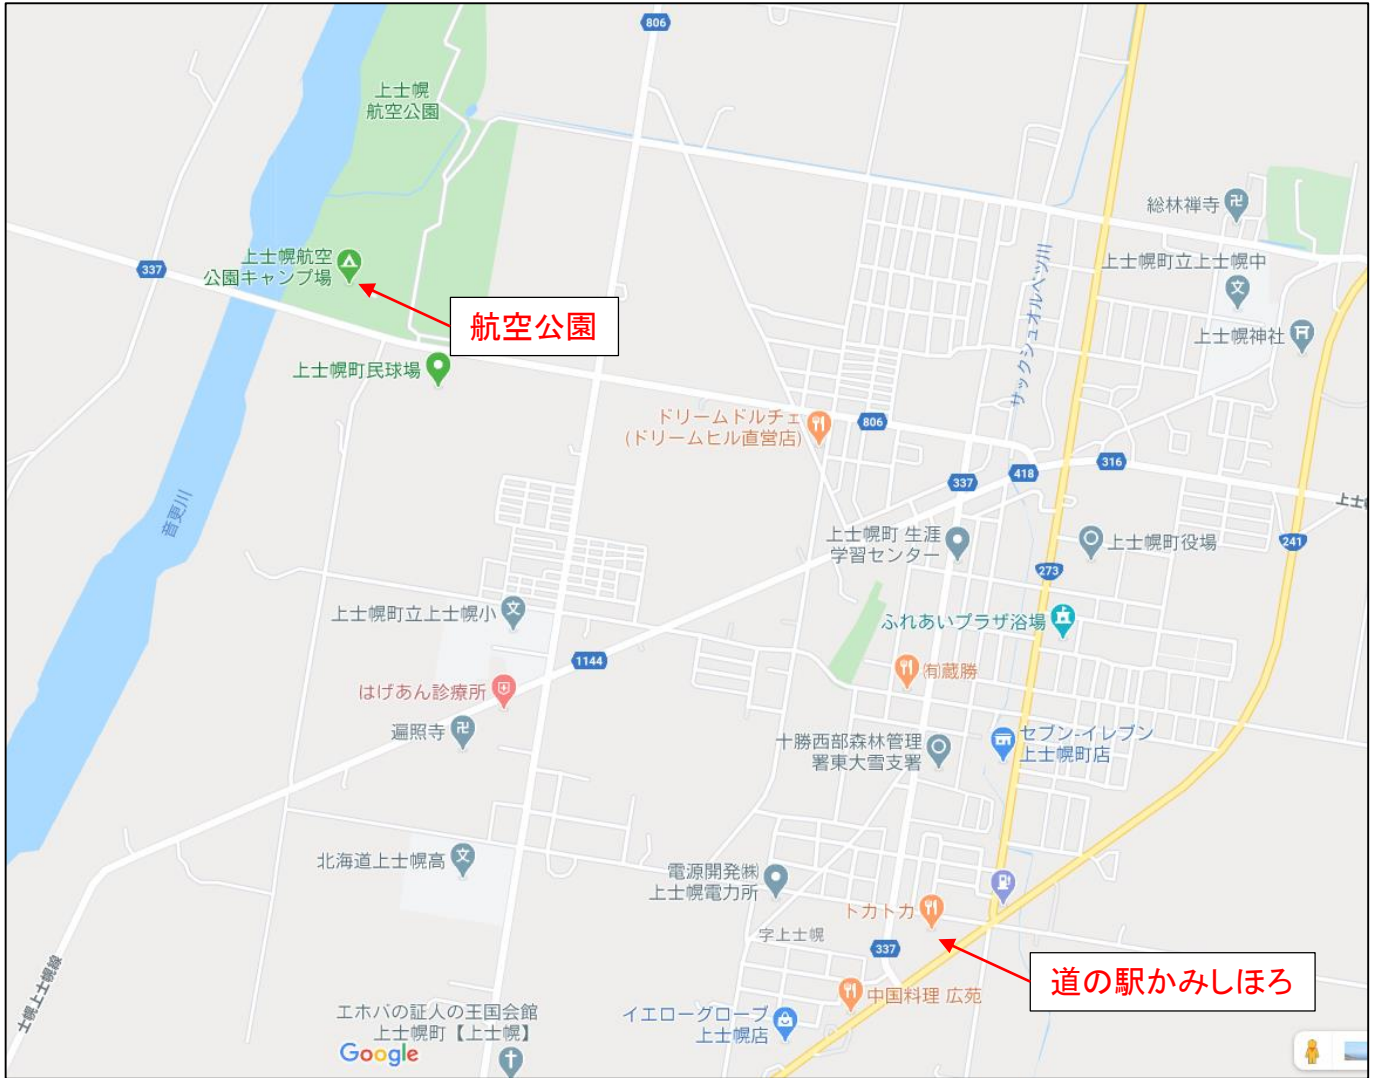 806
上士幌
航空公園
総林禅寺
上士幌町立上士幌中
上士幌航空
公園キャンプ場
337
航空公園
サックシュオルベツ川
上士幌神社
上士幌町民球場
ドリームドルチェ
(ドリームヒル直営店)
806
418
316
337
上士
音更川
上士幌町 生涯
学習センター
上士幌町役場
241
273
上士幌町立上士幌小
ふれあいプラザ浴場
1144
はげあん診療所
㈲蔵勝
遍照寺
十勝西部森林管理
署東大雪支署
セブン-イレブン
上士幌町店
北海道上士幌高
電源開発㈱
上士幌電力所
トカトカ
字上士幌
337
道の駅かみしほろ
士幌上士幌線
中国料理 広苑
エホバの証人の王国会館
上士幌町【上士幌】
イエローグローブ
上士幌店
Google